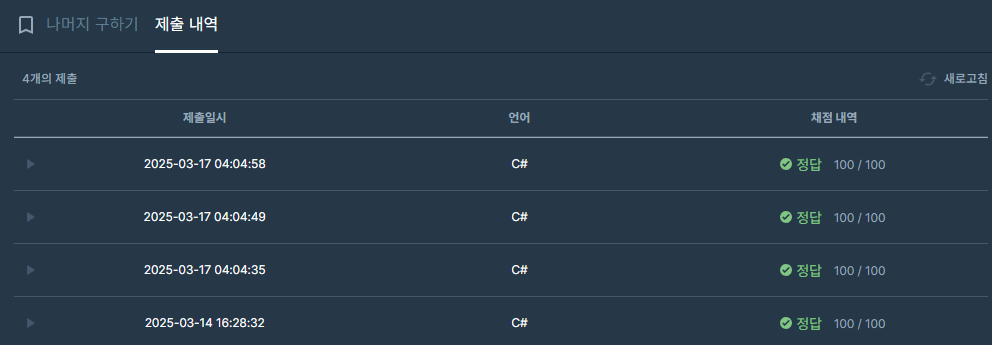 나머지 구하기 제출 내역
4개의 제출 새로고침
제출일시 언어 채점 내역
2025-03-17 04:04:58 C# 정답 100 / 100
2025-03-17 04:04:49 C# 정답 100 / 100
2025-03-17 04:04:35 C# 정답 100 / 100
2025-03-14 16:28:32 C# 정답 100 / 100